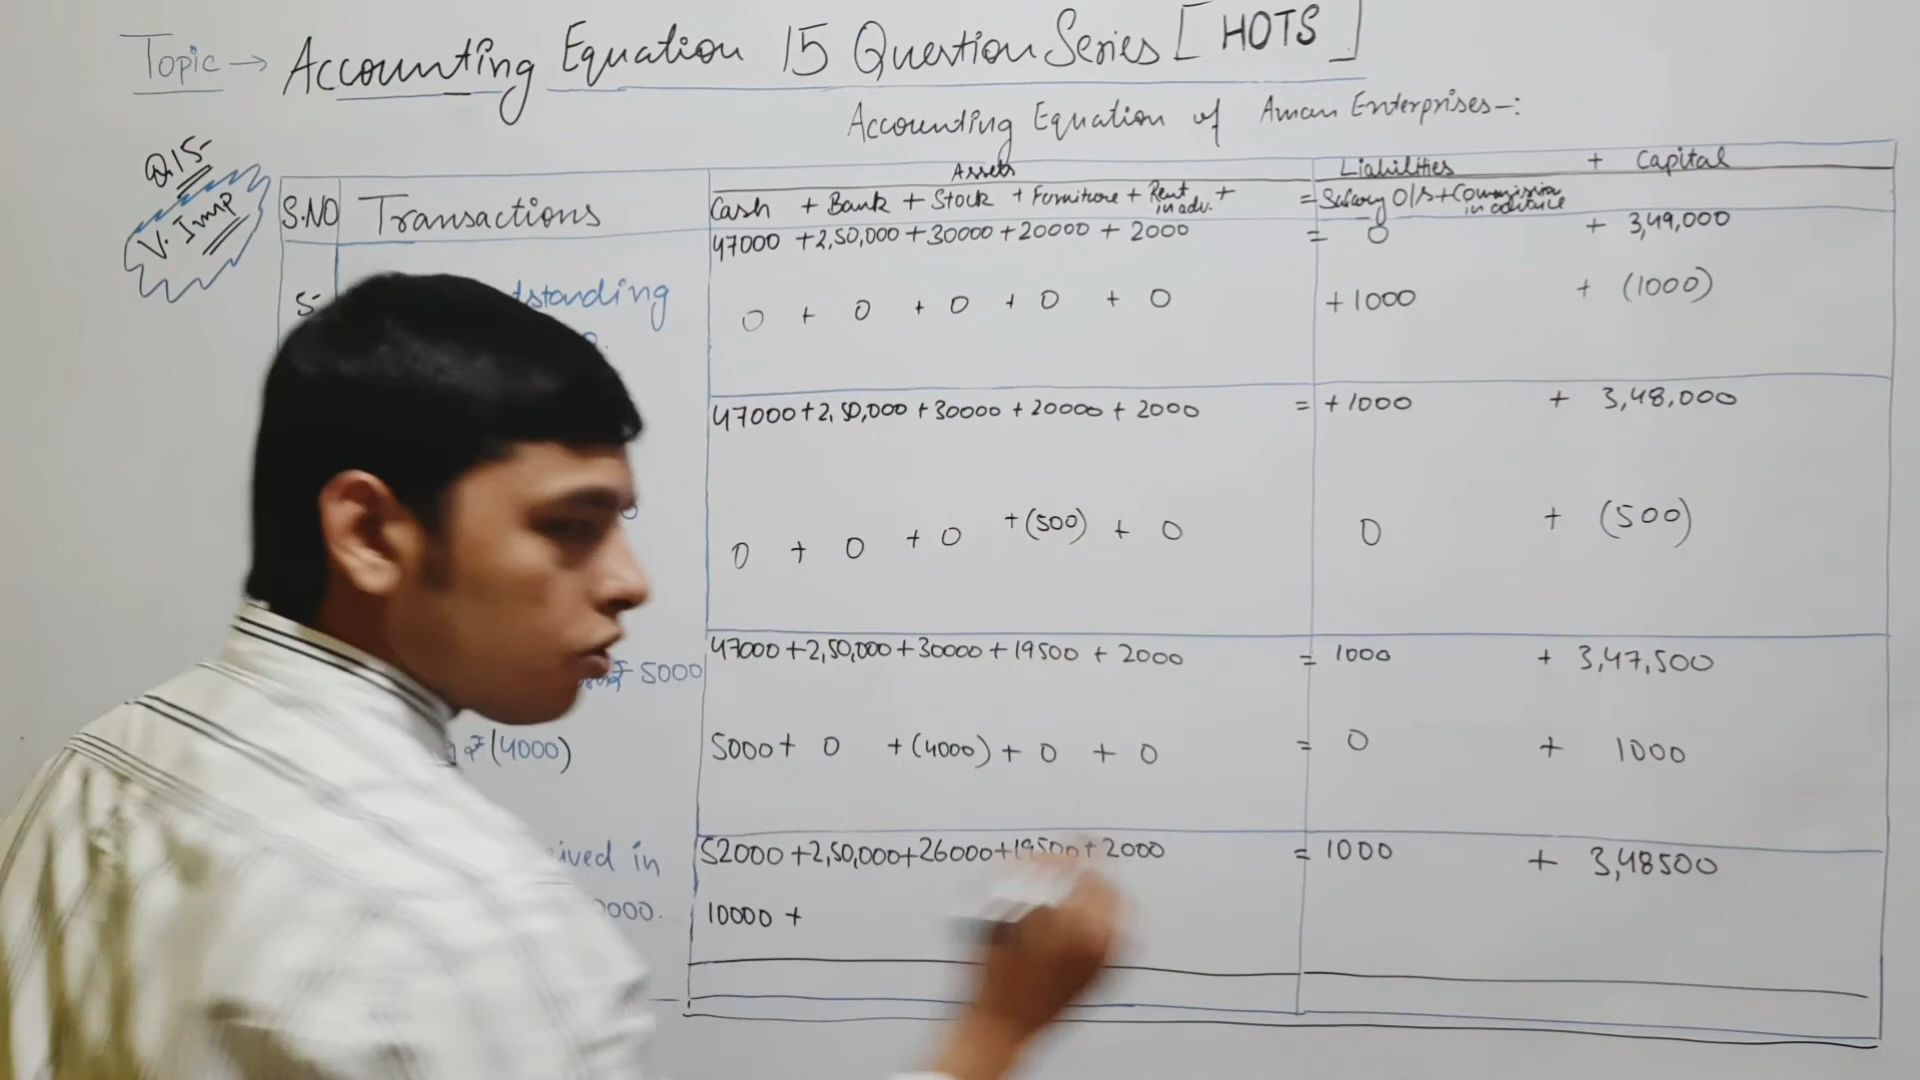 Topic → Accounting Equation 15 Question Series [HOTS]
Accounting Equation of Aman Enterprises-:
Q.15-
V. Imp
Assets
Liabilities + Capital
S.NO Transactions
Cash + Bank + Stock + Furniture + Rent in adv. + = Salary O/s + Commission in advance
47000 + 2,50,000 + 30000 + 20000 + 2000 = 0 + 3,49,000
5-
0 + 0 + 0 + 0 + 0 +1000 + (1000)
47000 + 2,50,000 + 30000 + 20000 + 2000 = +1000 + 3,48,000
0 + 0 + 0 + (500) + 0 0 + (500)
47000 + 2,50,000 + 30000 + 19500 + 2000 = 1000 + 3,47,500
₹ 5000
₹ (4000)
5000 + 0 + (4000) + 0 + 0 = 0 + 1000
52000 + 2,50,000 + 26000 + 19500 + 2000 = 1000 + 3,48500
in
10000 +